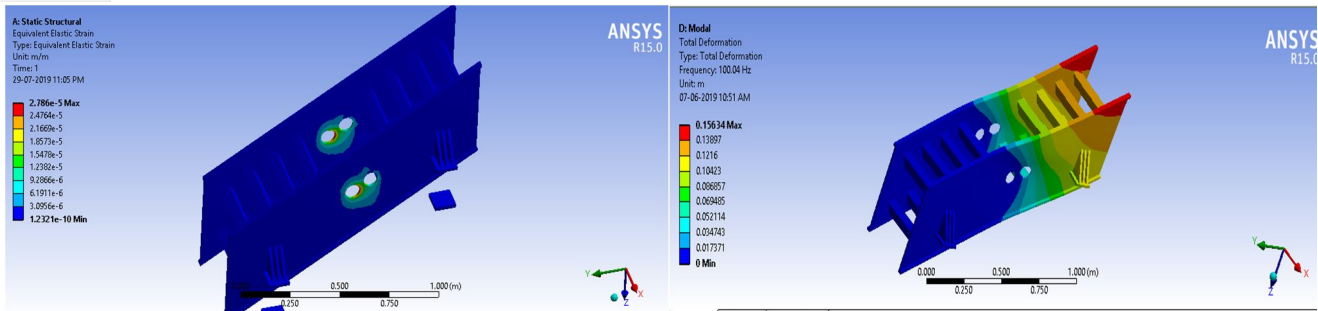 A: Static Structural
Equivalent Elastic Strain
Type: Equivalent Elastic Strain
Unit: m/m
Time: 1
29-07-2019 11:05 PM
2.786e-5 Max
2.4764e-5
2.1669e-5
1.8573e-5
1.5478e-5
1.2382e-5
9.2866e-6
6.1911e-6
3.0956e-6
1.2321e-10 Min
ANSYS
R15.0
0.500
1.000 (m)
0.250
0.750
Y
X
Z
D: Modal
Total Deformation
Type: Total Deformation
Frequency: 100.04 Hz
Unit: m
07-06-2019 10:51 AM
0.15634 Max
0.13897
0.1216
0.10423
0.086857
0.069485
0.052114
0.034743
0.017371
0 Min
ANSYS
R15.0
0.000
0.500
1.000 (m)
0.250
0.750
Y
X
Z